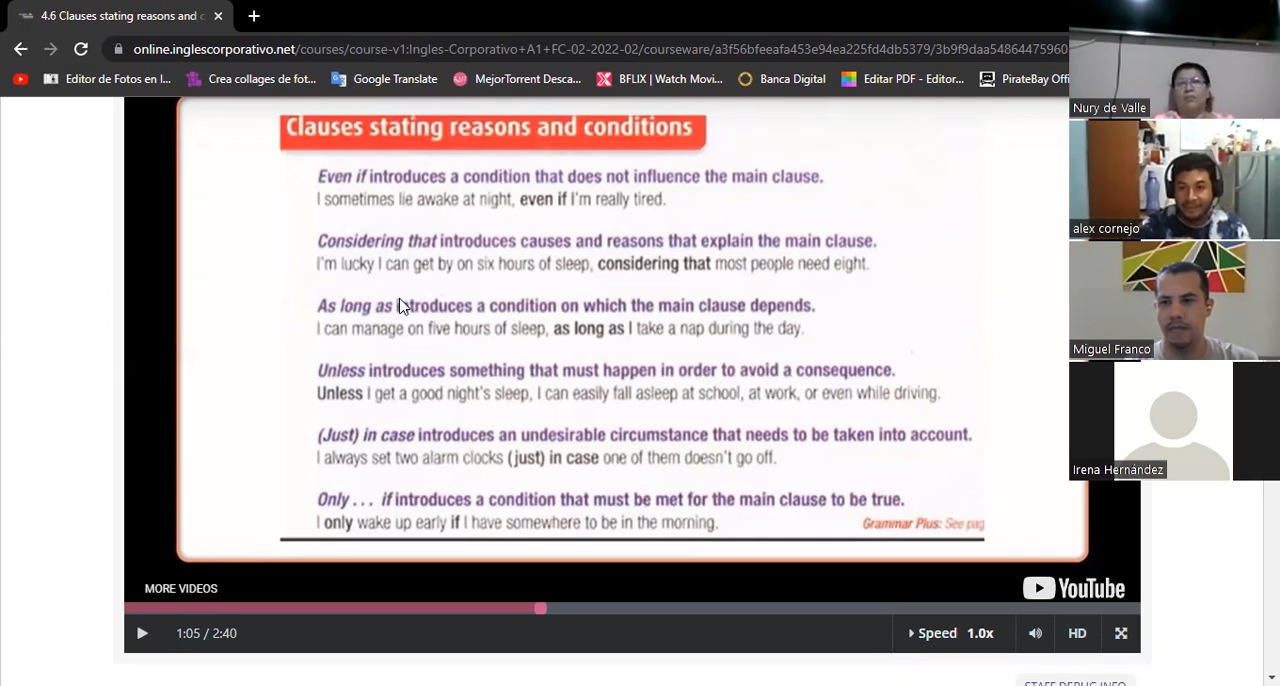 4.6 Clauses stating reasons and c
online.inglescorporativo.net/courses/course-v1:Ingles-Corporativo+A1+FC-02-2022-02/courseware/a3f56bfeeafa453e94ea225fd4db5379/3b9f9daa54864475960
Editor de Fotos en l...
Crea collages de fot...
Google Translate
MejorTorrent Desca...
BFLIX | Watch Movi...
Banca Digital
Editar PDF - Editor...
PirateBay Offi
Nury de Valle
alex cornejo
Miguel Franco
Irena Hernández
Clauses stating reasons and conditions
Even if introduces a condition that does not influence the main clause.
I sometimes lie awake at night, even if I'm really tired.
Considering that introduces causes and reasons that explain the main clause.
I'm lucky I can get by on six hours of sleep, considering that most people need eight.
As long as introduces a condition on which the main clause depends.
I can manage on five hours of sleep, as long as I take a nap during the day.
Unless introduces something that must happen in order to avoid a consequence.
Unless I get a good night's sleep, I can easily fall asleep at school, at work, or even while driving.
(Just) in case introduces an undesirable circumstance that needs to be taken into account.
I always set two alarm clocks (just) in case one of them doesn't go off.
Only . . . if introduces a condition that must be met for the main clause to be true.
I only wake up early if I have somewhere to be in the morning.
Grammar Plus: See pag
MORE VIDEOS
YouTube
1:05 / 2:40
Speed 1.0x
HD
STAFF DEBUG INFO